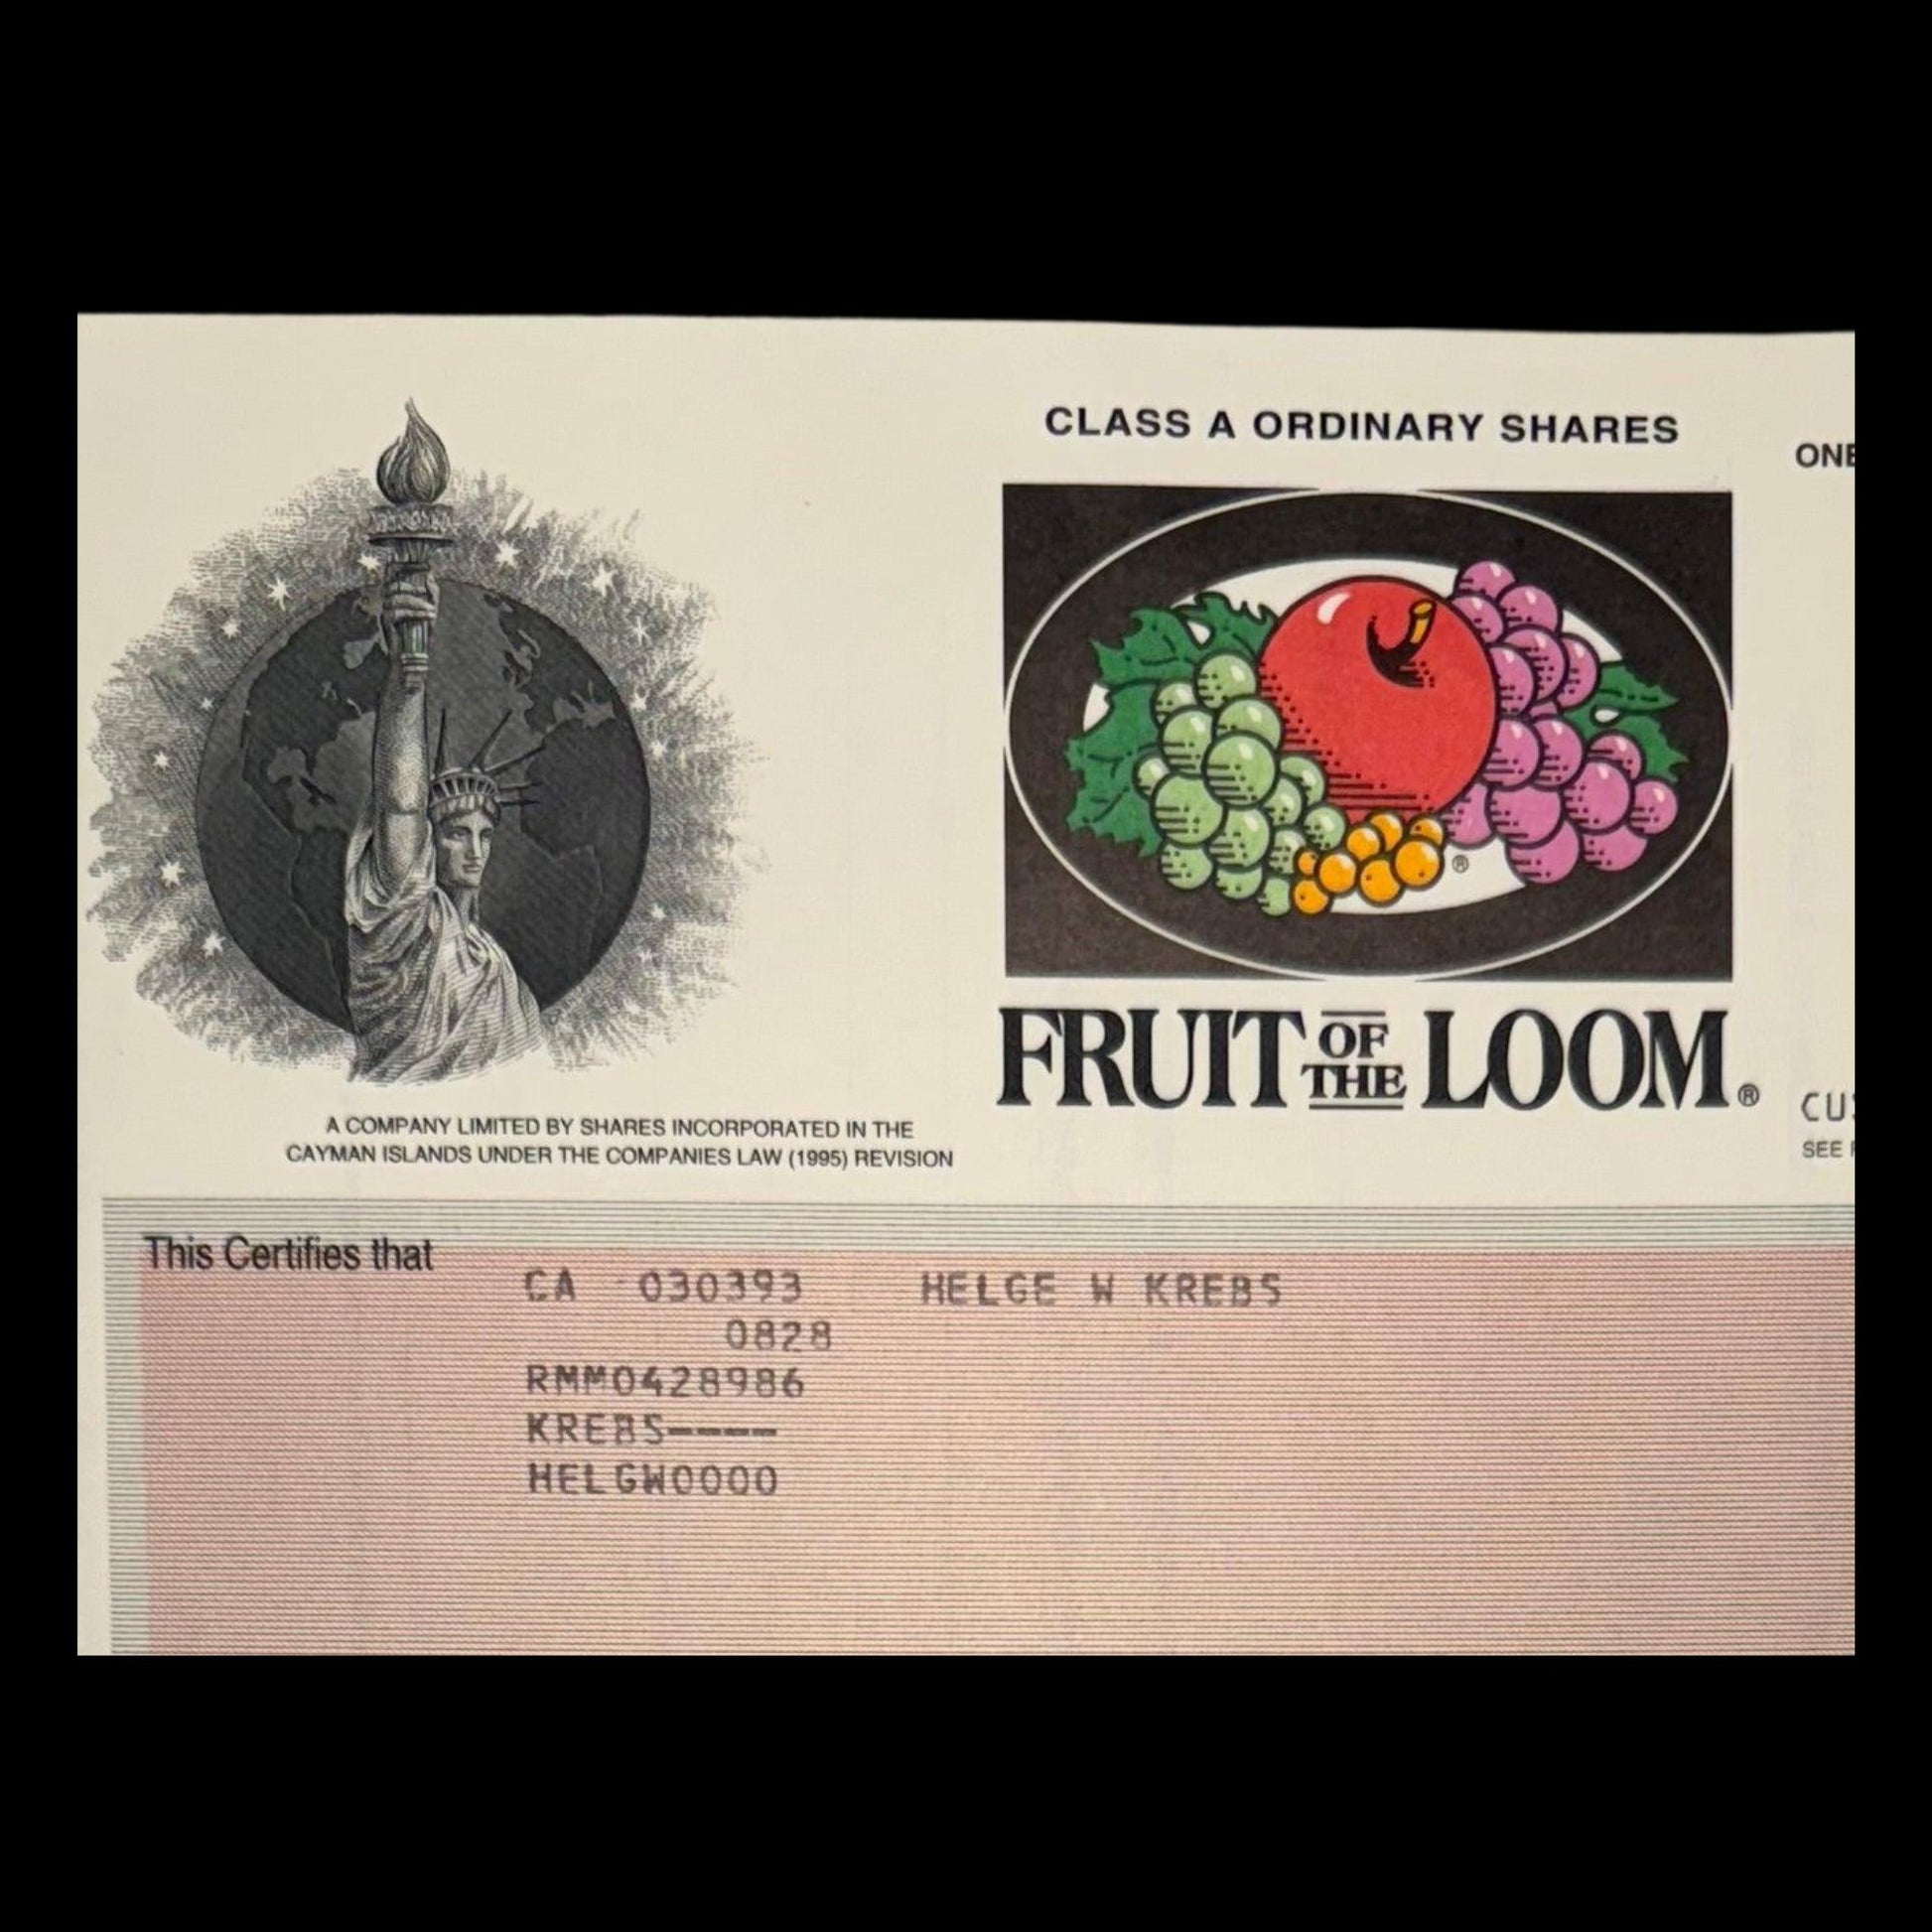 CLASS A ORDINARY SHARES
FRUIT OF THE LOOM®
A COMPANY LIMITED BY SHARES INCORPORATED IN THE
CAYMAN ISLANDS UNDER THE COMPANIES LAW (1995) REVISION
SEE
This Certifies that
CA 030393 HELGE W KREBS
0828
RMM0428986
KREBS----
HELGW0000